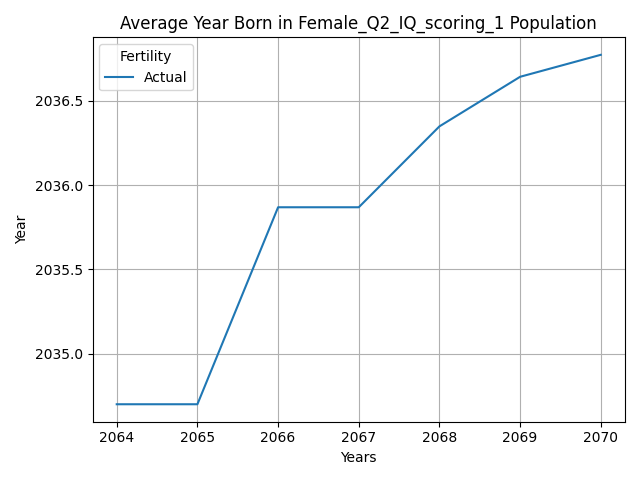 Average Year Born in Female_Q2_IQ_scoring_1 Population
Fertility
Actual
2036.5
2036.0
2035.5
2035.0
Year
2064 2065 2066 2067 2068 2069 2070
Years